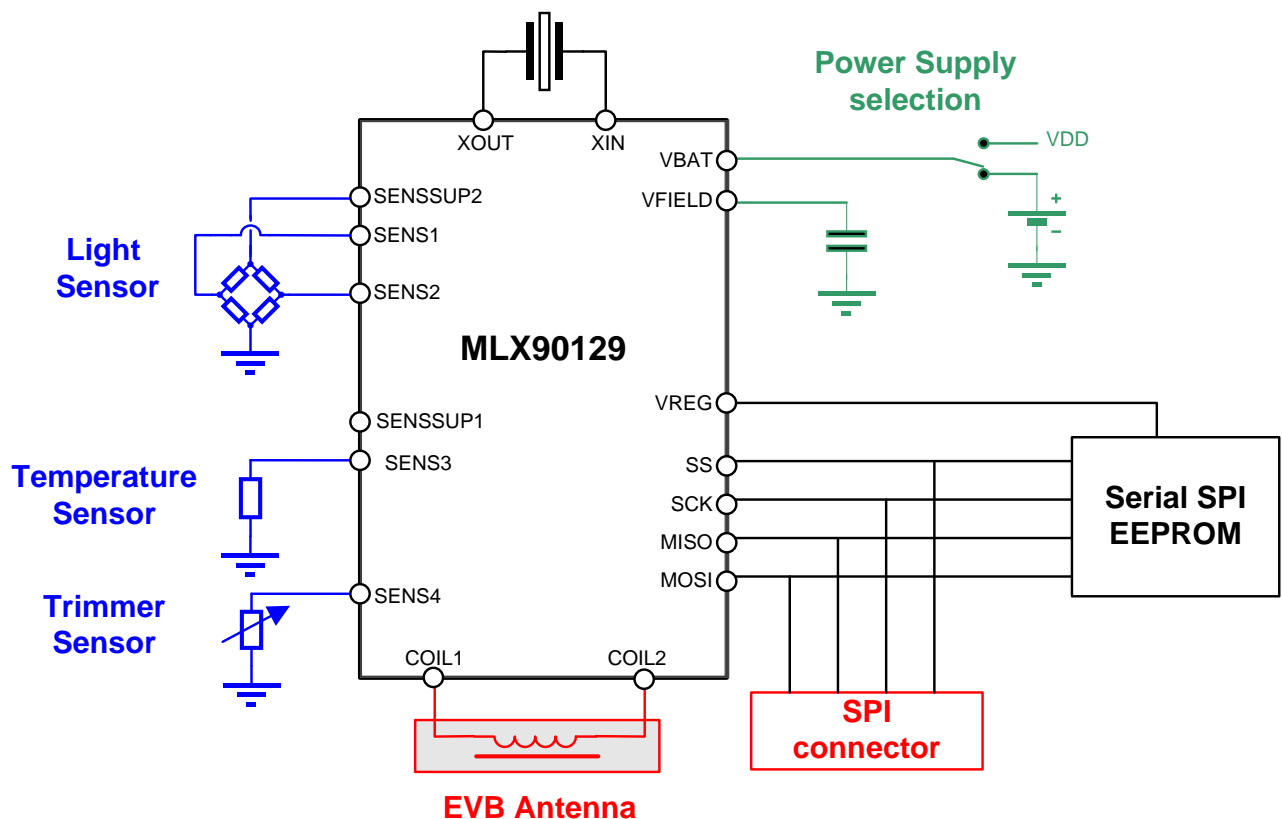 Power Supply
selection
VDD
XOUT
XIN
VBAT
VFIELD
+
−
SENSSUP2
SENS1
SENS2
Light
Sensor
MLX90129
SENSSUP1
SENS3
Temperature
Sensor
SENS4
Trimmer
Sensor
VREG
SS
SCK
MISO
MOSI
Serial SPI
EEPROM
COIL1
COIL2
SPI
connector
EVB Antenna